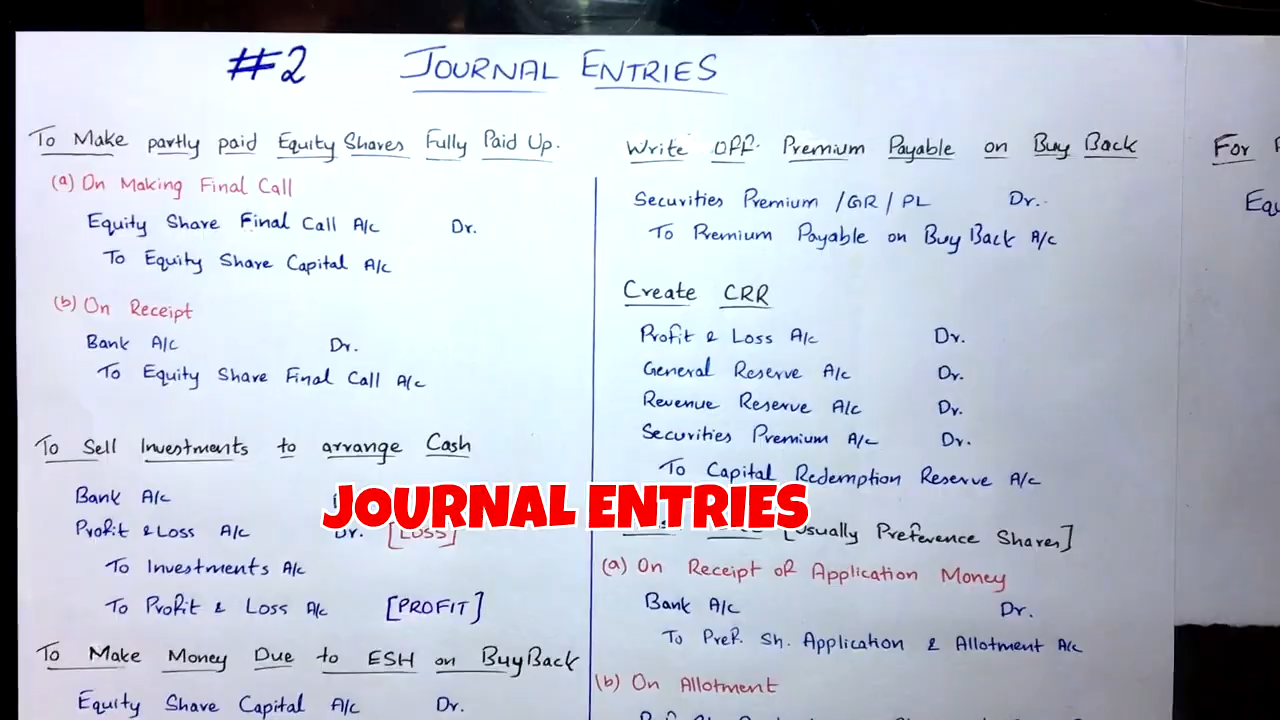 #2 JOURNAL ENTRIES
To Make partly paid Equity Shares Fully Paid Up.
(a) On Making Final Call
Equity Share Final Call A/c Dr.
To Equity Share Capital A/c
(b) On Receipt
Bank A/c Dr.
To Equity Share Final Call A/c
To Sell Investments to arrange Cash
Bank A/c
Profit & Loss A/c Dr. [LOSS]
To Investments A/c
To Profit & Loss A/c [PROFIT]
To Make Money Due to ESH on BuyBack
Equity Share Capital A/c Dr.
Write OFF. Premium Payable on Buy Back
Securities Premium /GR/PL Dr.
To Premium Payable on Buy Back A/c
Create CRR
Profit & Loss A/c Dr.
General Reserve A/c Dr.
Revenue Reserve A/c Dr.
Securities Premium A/c Dr.
To Capital Redemption Reserve A/c
[Usually Preference Shares]
(a) On Receipt of Application Money
Bank A/c Dr.
To Pref. Sh. Application & Allotment A/c
(b) On Allotment
For
JOURNAL ENTRIES